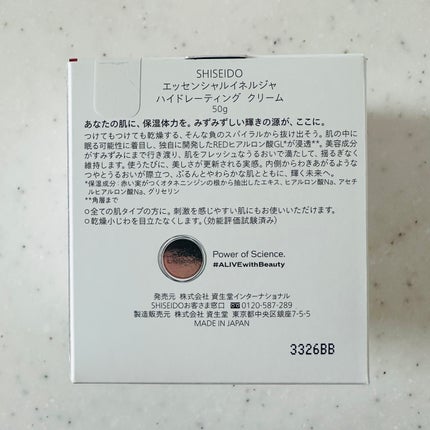 SHISEIDO
エッセンシャルイネルジャ
ハイドレーティング クリーム
50g
あなたの肌に、保湿体力を。みずみずしい輝きの源が、ここに。
つけてもつけても乾燥する、そんな負のスパイラルから抜け出そう。肌の中に
眠る可能性に着目し、独自に開発したREDヒアルロン酸GL*が浸透**。美容成分
がすみずみにまで行き渡り、肌をフレッシュなうるおいで満たして、揺るぎなく
維持します。使うたびに、美しさが更新される実感。内側からわきあがるような
つやとうるおいが際立つ、ぷるんとやわらかな肌とともに、輝く未来へ。
*保湿成分：赤い実がつくオタネニンジンの根から抽出したエキス、ヒアルロン酸Na、アセチ
ルヒアルロン酸Na、グリセリン
**角層まで
○全ての肌タイプの方に。刺激を感じやすい肌にもお使いいただけます。
○乾燥小じわを目立たなくします。（効能評価試験済み）
Power of Science.
#ALIVEwithBeauty
発売元 株式会社 資生堂インターナショナル
SHISEIDOお客さま窓口 0120-587-289
製造販売元 株式会社 資生堂 東京都中央区銀座7-5-5
MADE IN JAPAN
3326BB